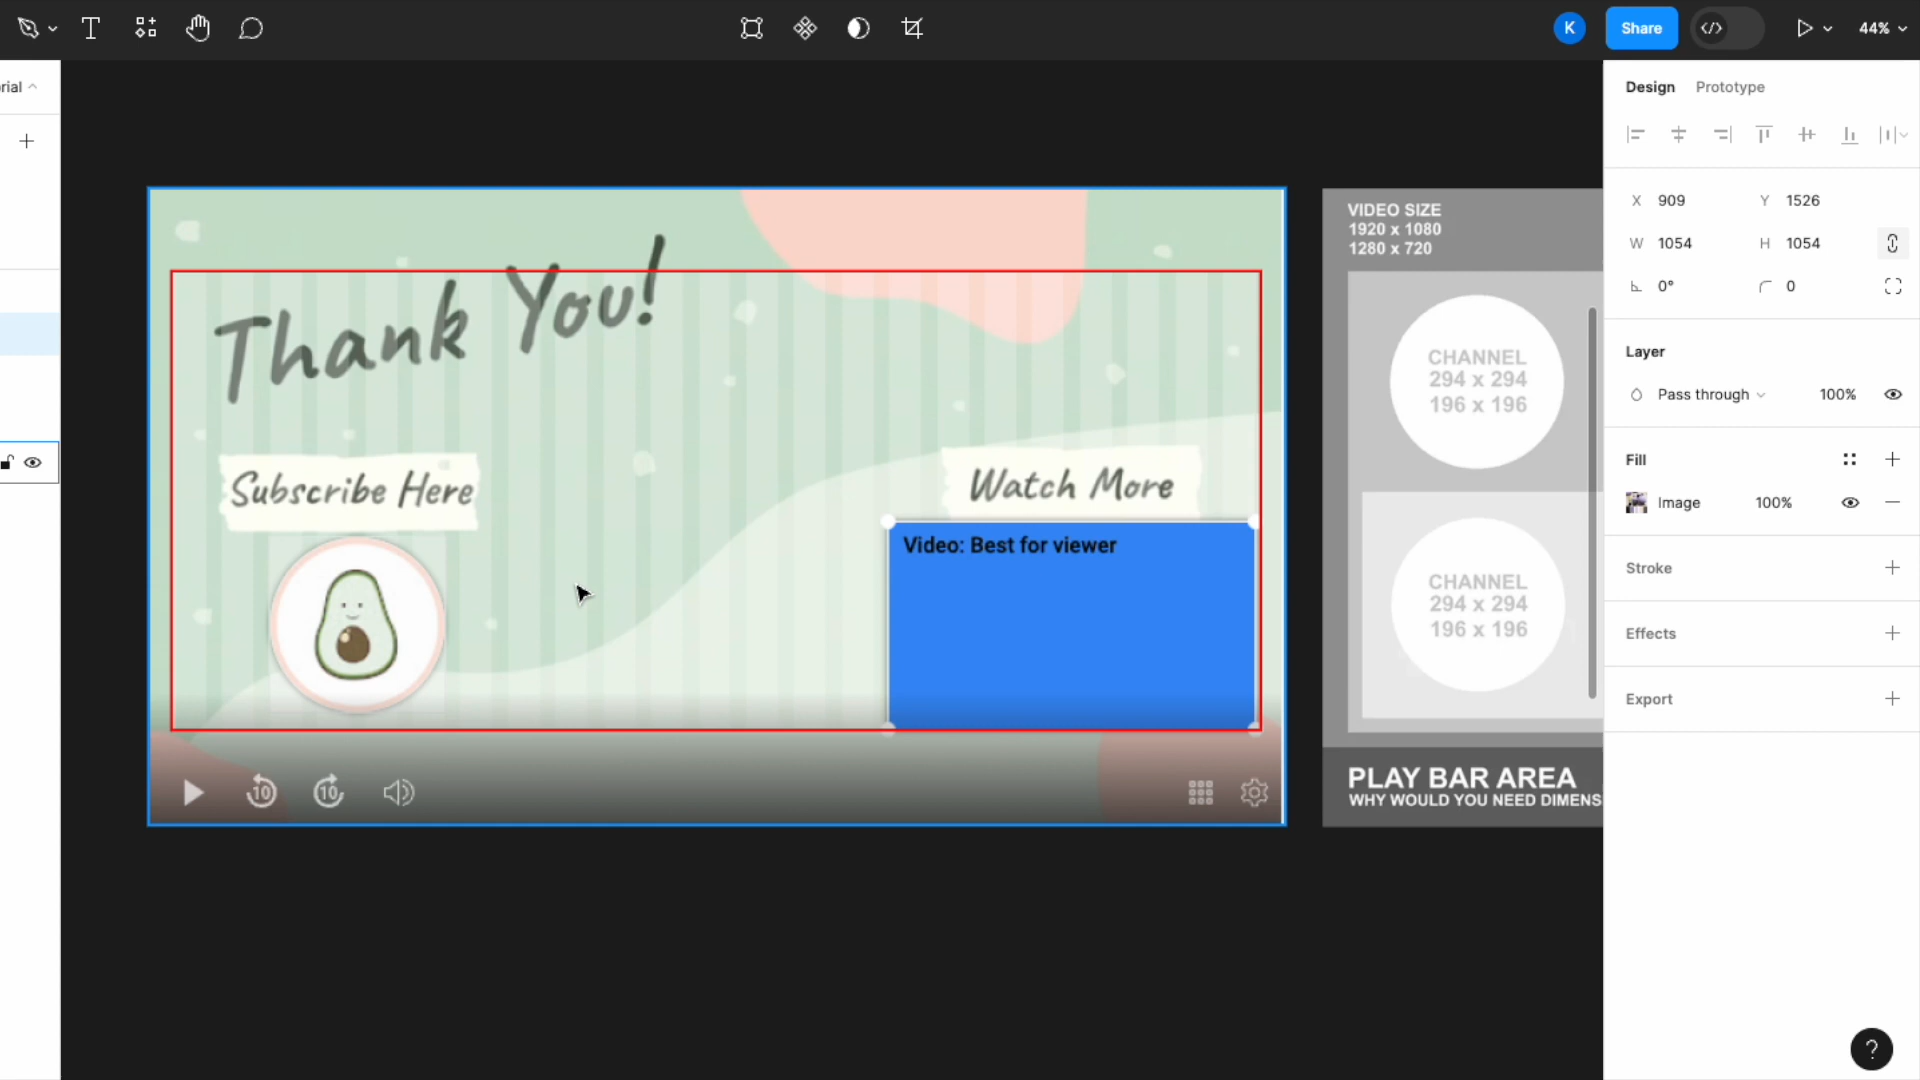 K
Share
44%
rial
Design
Prototype
X 909
Y 1526
W 1054
H 1054
0°
0
Layer
Pass through
100%
Fill
Image
100%
Stroke
Effects
Export
Thank You!
Subscribe Here
Watch More
Video: Best for viewer
10
10
VIDEO SIZE
1920 x 1080
1280 x 720
CHANNEL
294 x 294
196 x 196
CHANNEL
294 x 294
196 x 196
PLAY BAR AREA
WHY WOULD YOU NEED DIMENS
?